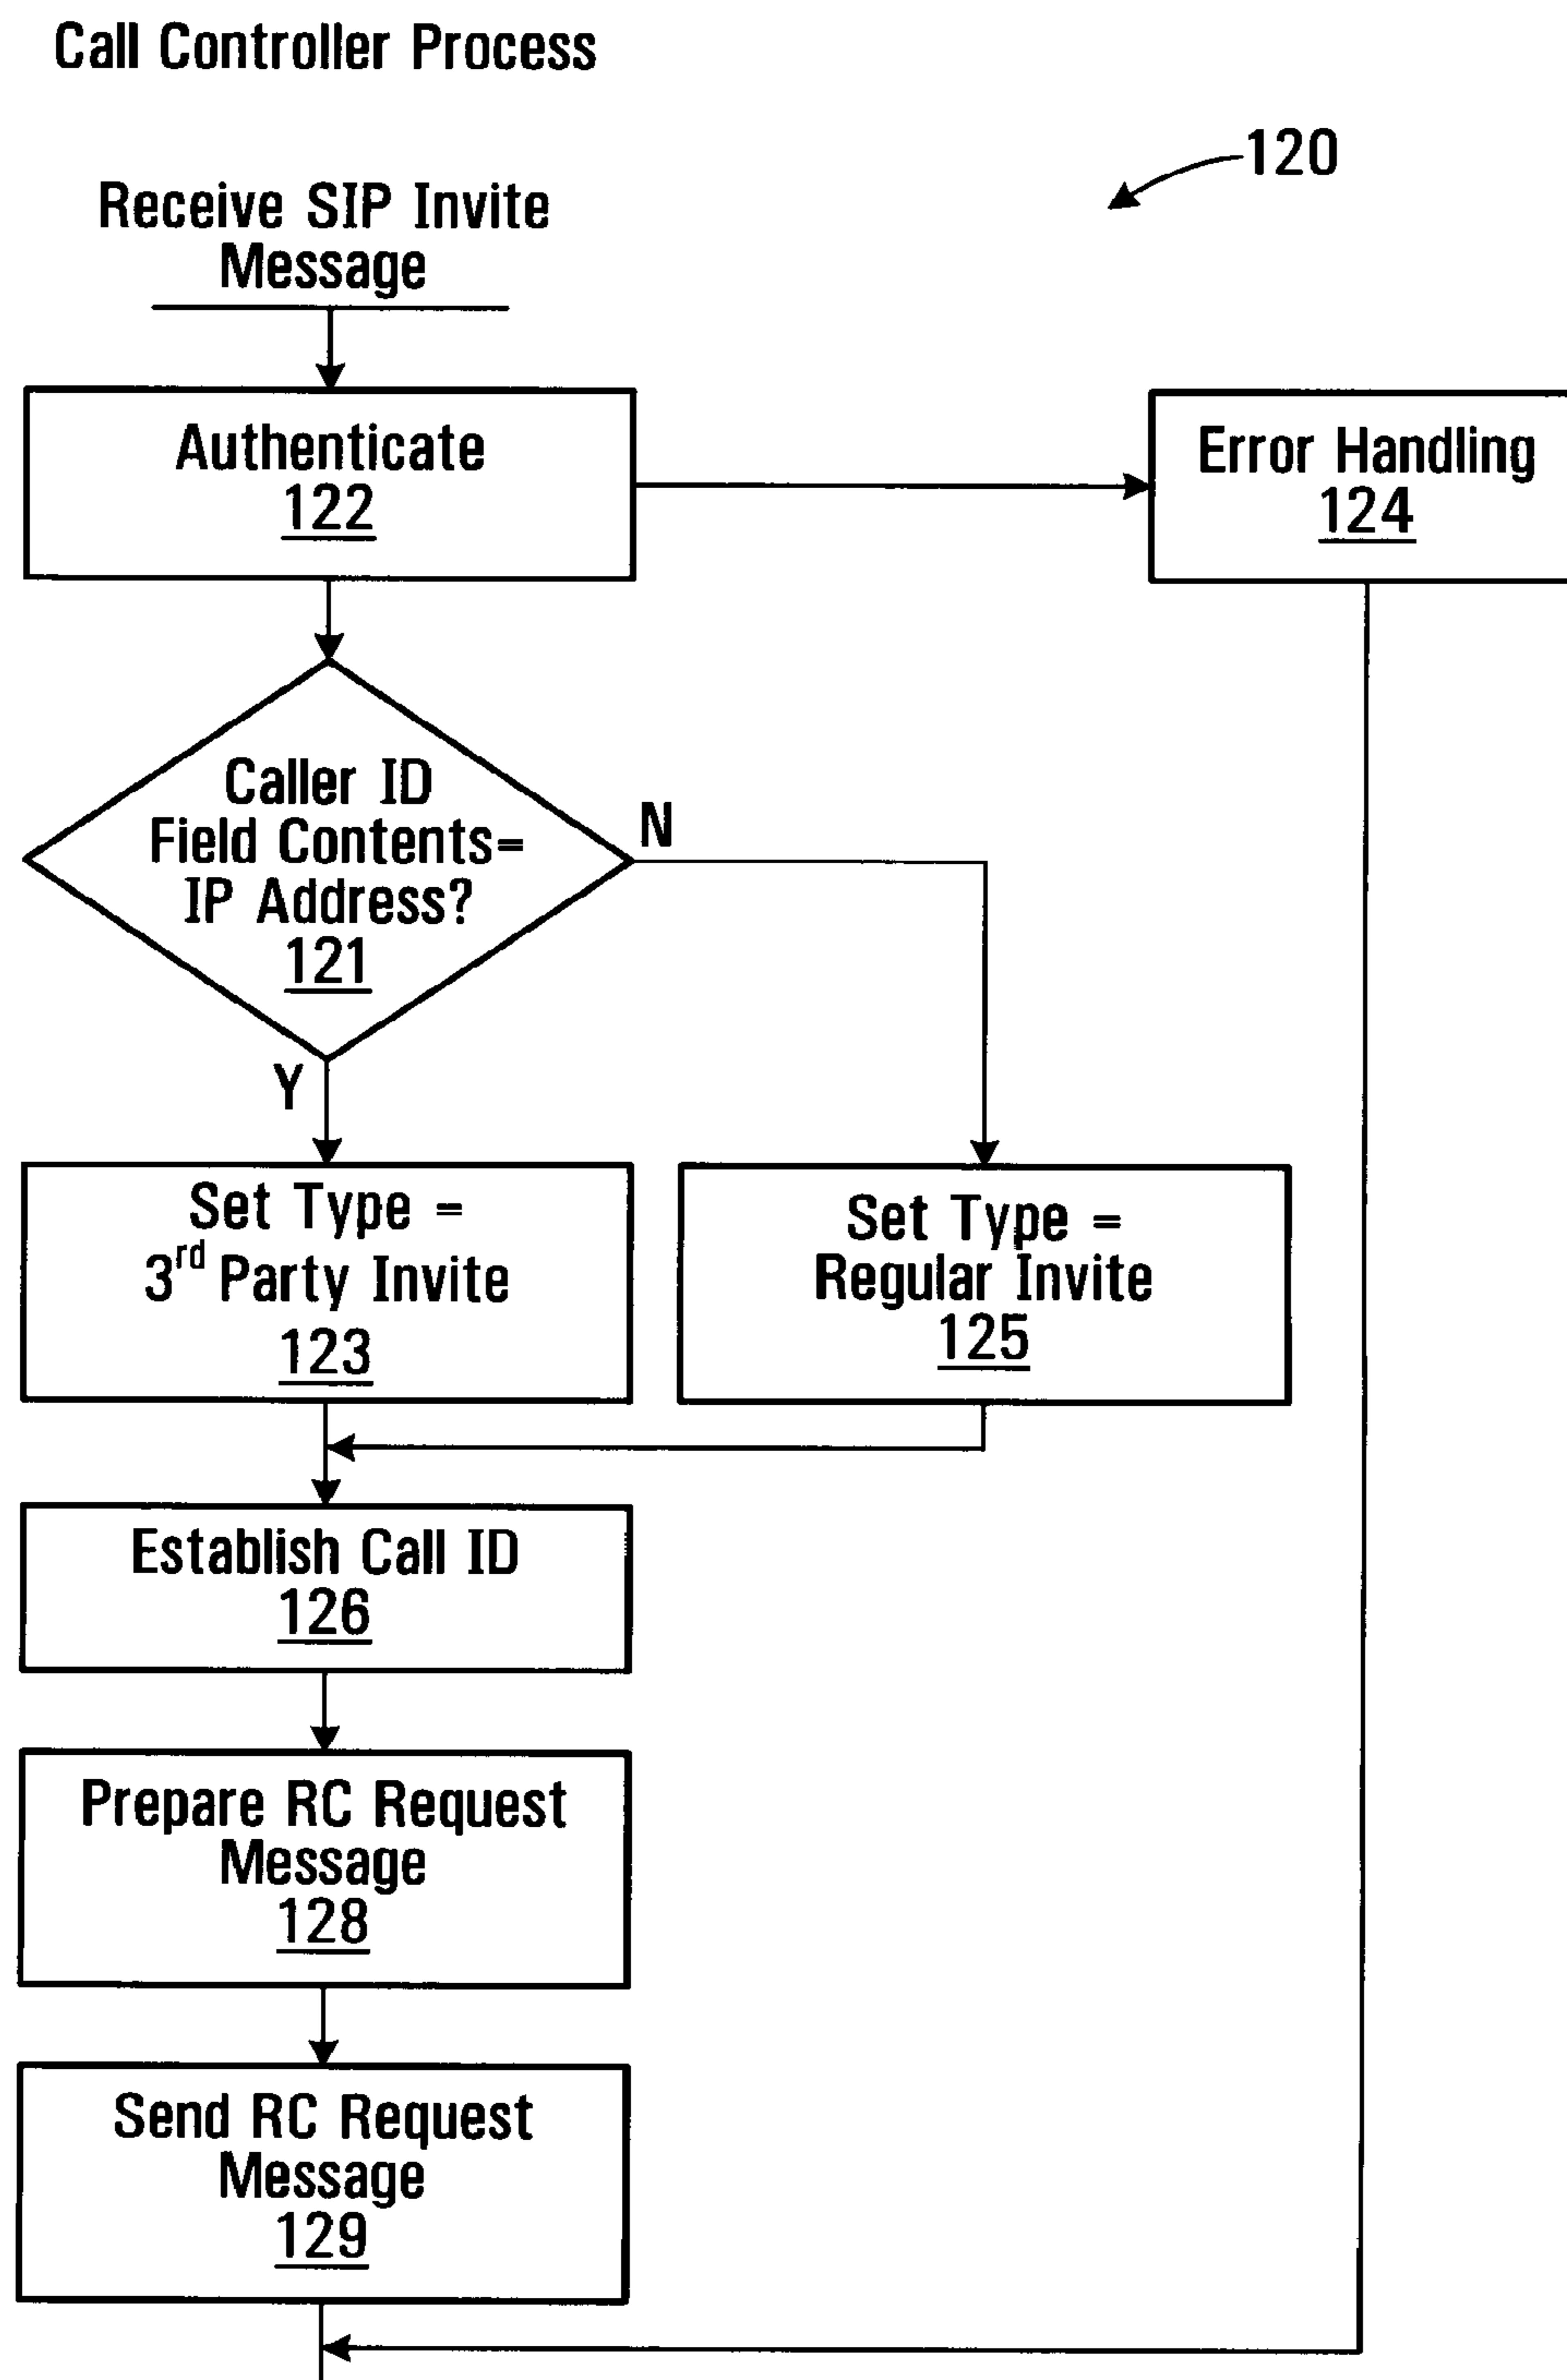 Call Controller Process
120
Receive SIP Invite
Message
Authenticate
122
Error Handling
124
Caller ID
Field Contents=
IP Address?
121
N
Y
Set Type =
3rd Party Invite
123
Set Type =
Regular Invite
125
Establish Call ID
126
Prepare RC Request
Message
128
Send RC Request
Message
129